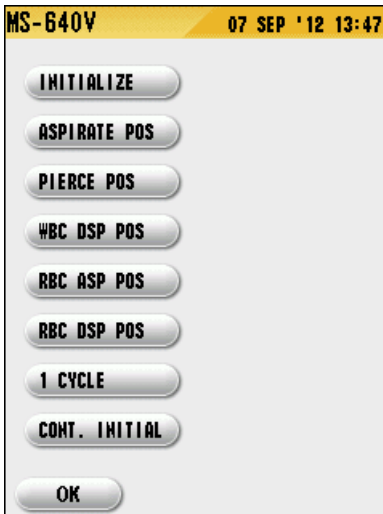 MS-640V 07 SEP '12 13:47
INITIALIZE
ASPIRATE POS
PIERCE POS
WBC DSP POS
RBC ASP POS
RBC DSP POS
1 CYCLE
CONT. INITIAL
OK